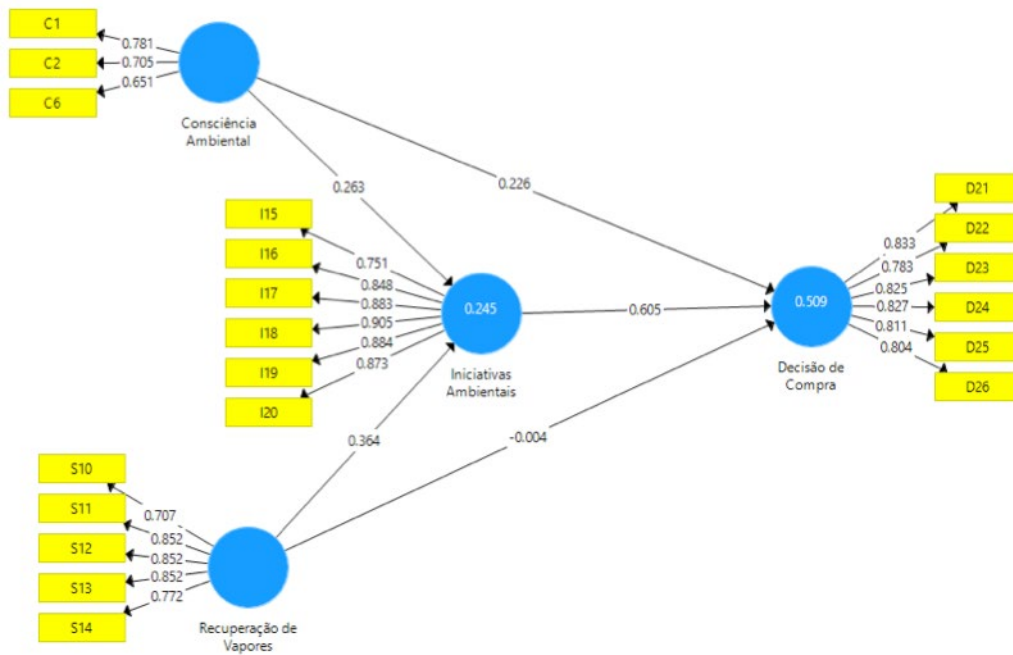 C1
C2
C6
0.781
0.705
0.651
Consciência
Ambiental
0.263
0.226
I15
I16
I17
I18
I19
I20
0.751
0.848
0.883
0.905
0.884
0.873
0.245
Iniciativas
Ambientais
0.605
0.509
Decisão de
Compra
0.833
0.783
0.825
0.827
0.811
0.804
D21
D22
D23
D24
D25
D26
0.364
-0.004
S10
S11
S12
S13
S14
0.707
0.852
0.852
0.852
0.772
Recuperação de
Vapores